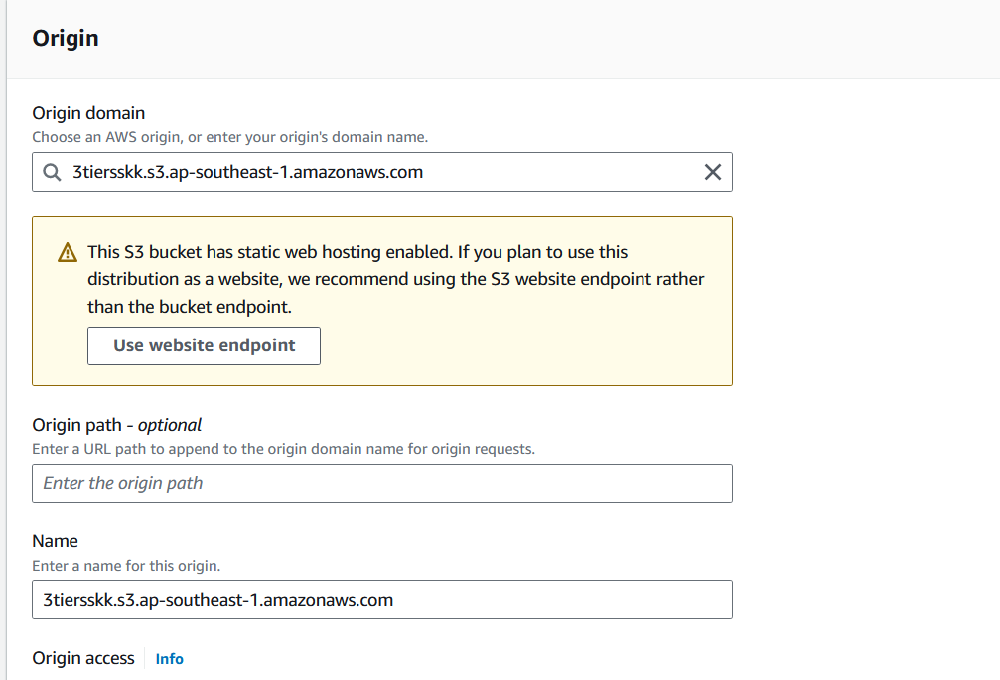 Origin
Origin domain
Choose an AWS origin, or enter your origin's domain name.
3tiersskk.s3.ap-southeast-1.amazonaws.com
This S3 bucket has static web hosting enabled. If you plan to use this
distribution as a website, we recommend using the S3 website endpoint rather
than the bucket endpoint.
Use website endpoint
Origin path - optional
Enter a URL path to append to the origin domain name for origin requests.
Enter the origin path
Name
Enter a name for this origin.
3tiersskk.s3.ap-southeast-1.amazonaws.com
Origin access Info